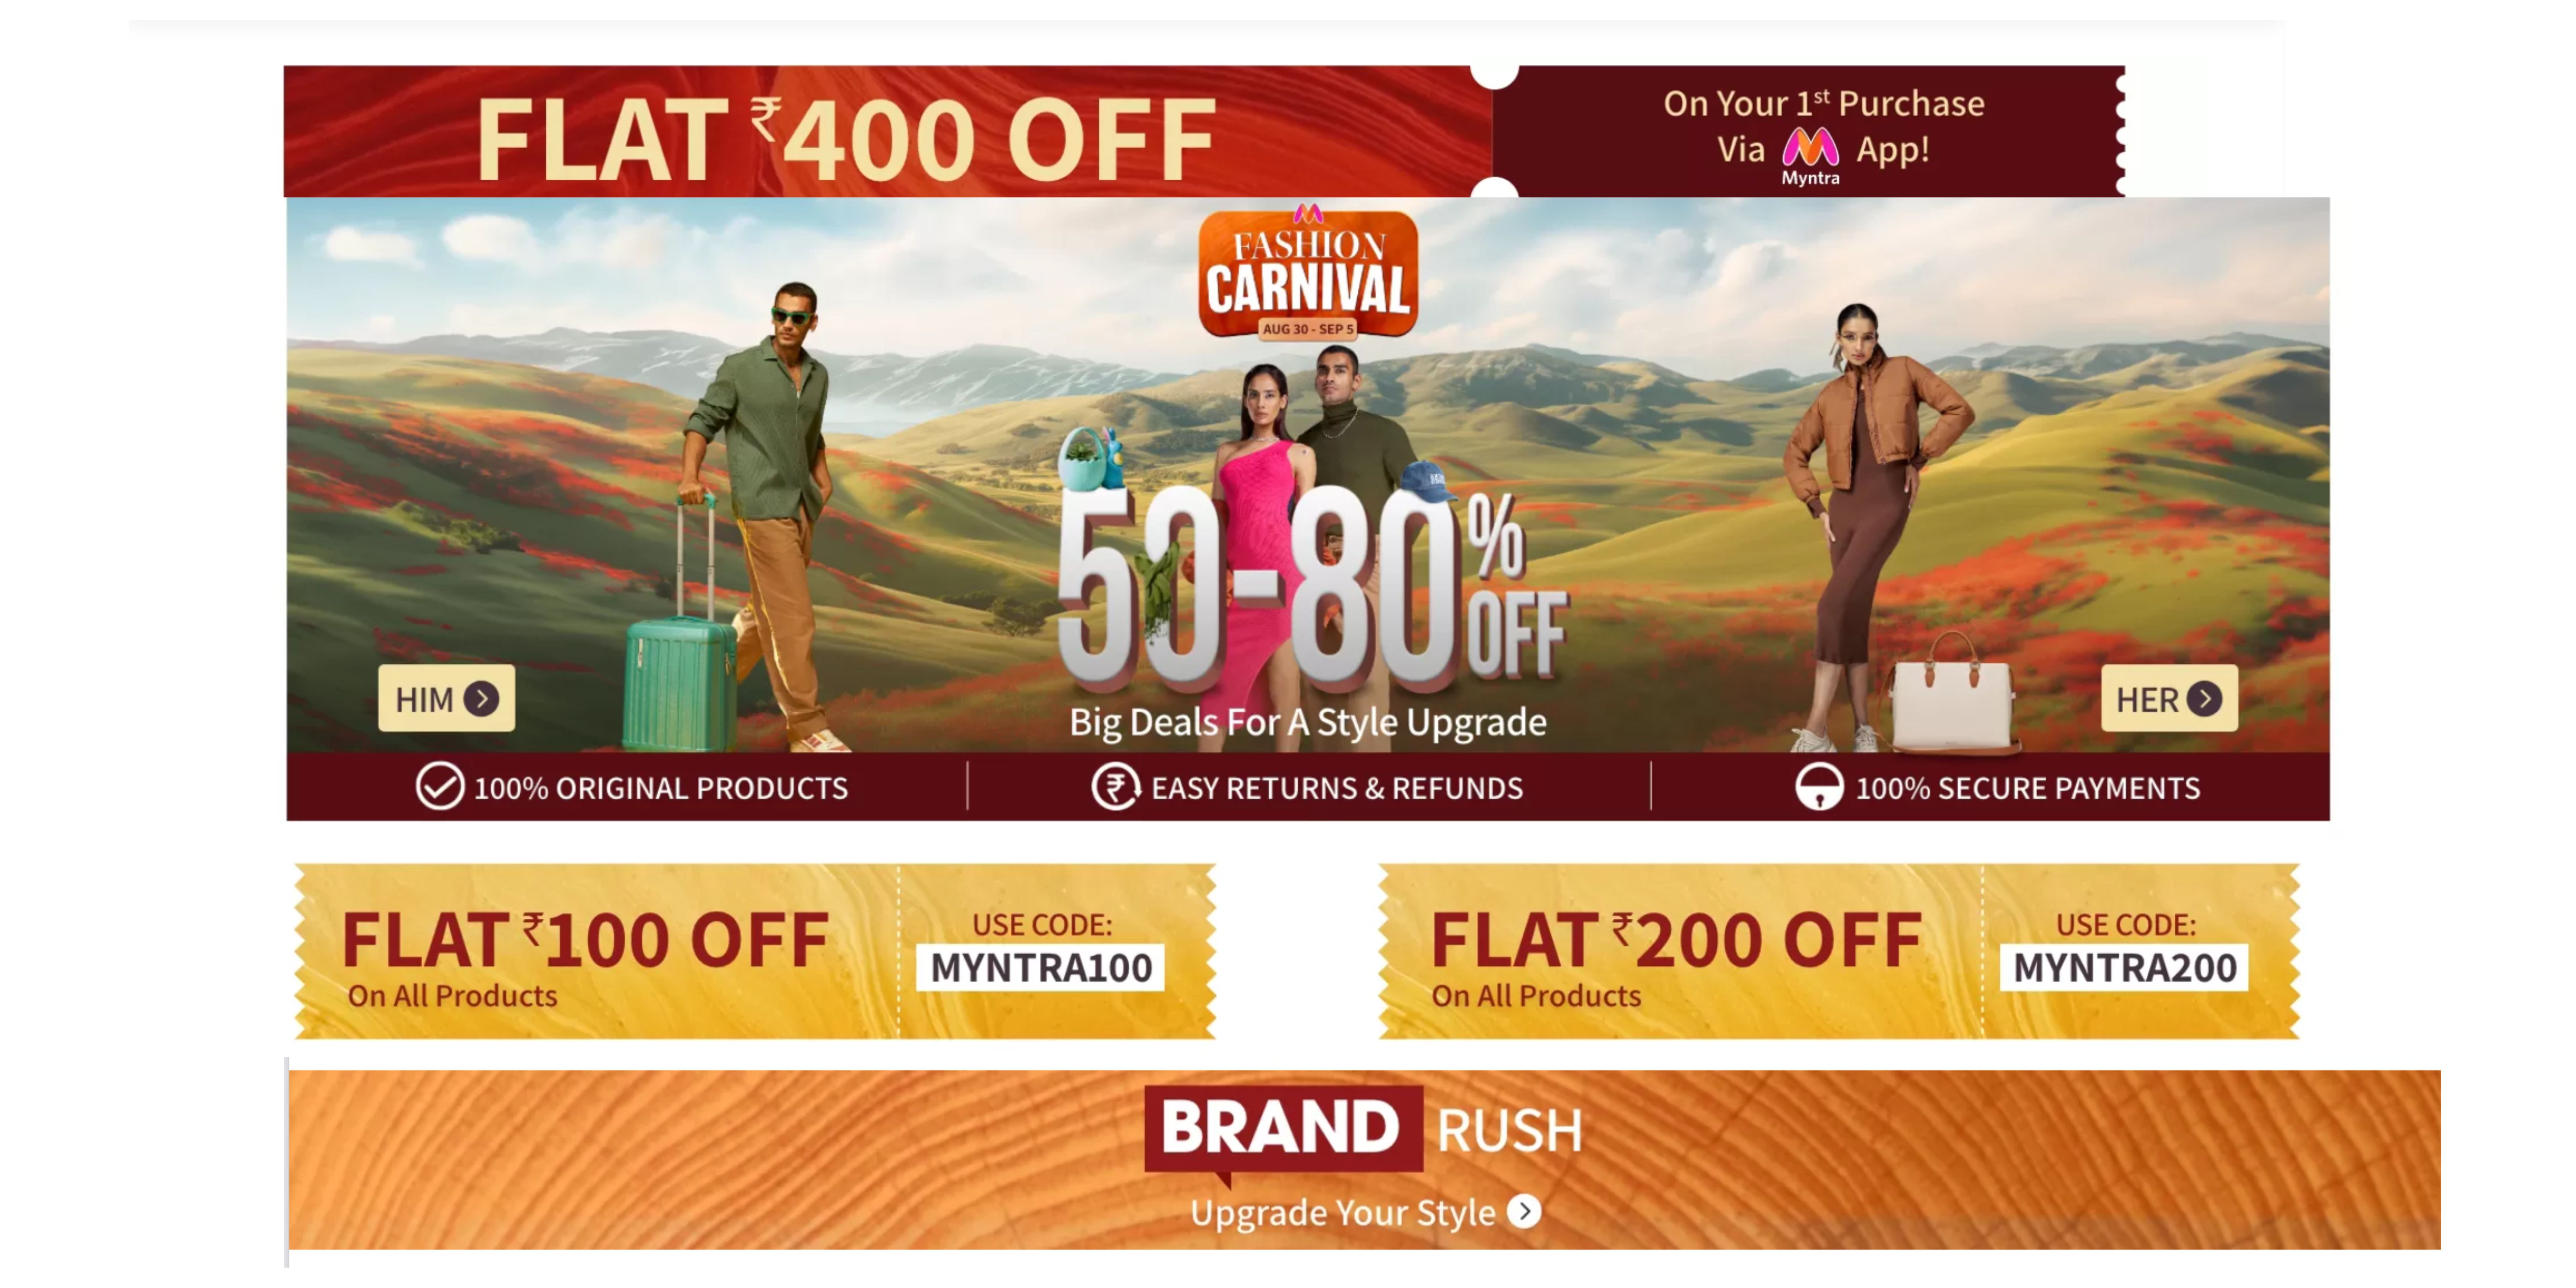 FLAT ₹400 OFF
On Your 1st Purchase
Via Myntra App!
FASHION
CARNIVAL
AUG 30 - SEP 5
50-80% OFF
Big Deals For A Style Upgrade
HIM
HER
100% ORIGINAL PRODUCTS
EASY RETURNS & REFUNDS
100% SECURE PAYMENTS
FLAT ₹100 OFF
On All Products
USE CODE:
MYNTRA100
FLAT ₹200 OFF
On All Products
USE CODE:
MYNTRA200
BRAND RUSH
Upgrade Your Style